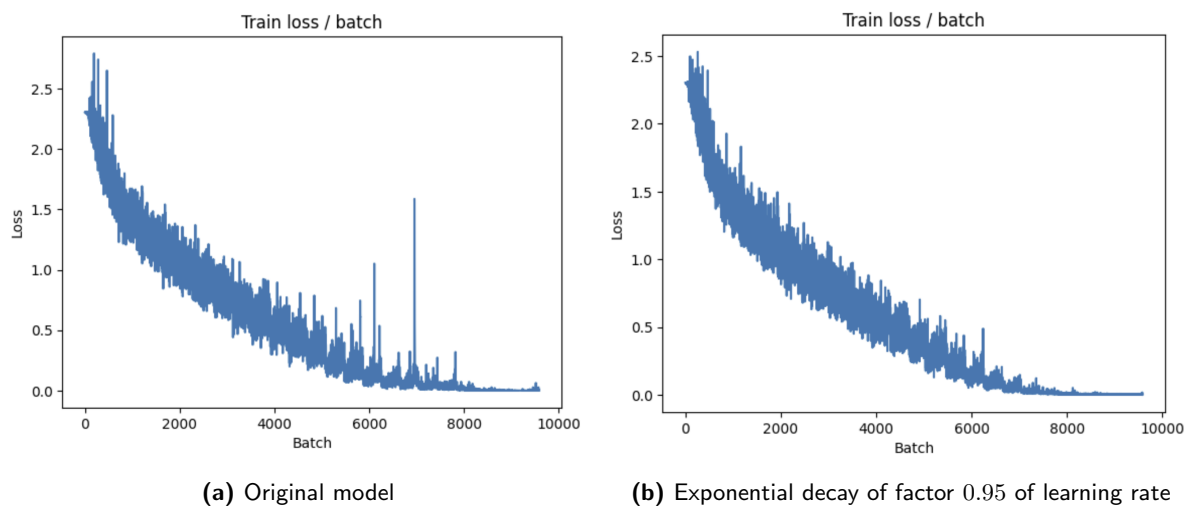 Train loss / batch
2.5
2.0
1.5
1.0
0.5
0.0
Loss
0 2000 4000 6000 8000 10000
Batch
(a) Original model
Train loss / batch
2.5
2.0
1.5
1.0
0.5
0.0
Loss
0 2000 4000 6000 8000 10000
Batch
(b) Exponential decay of factor 0.95 of learning rate